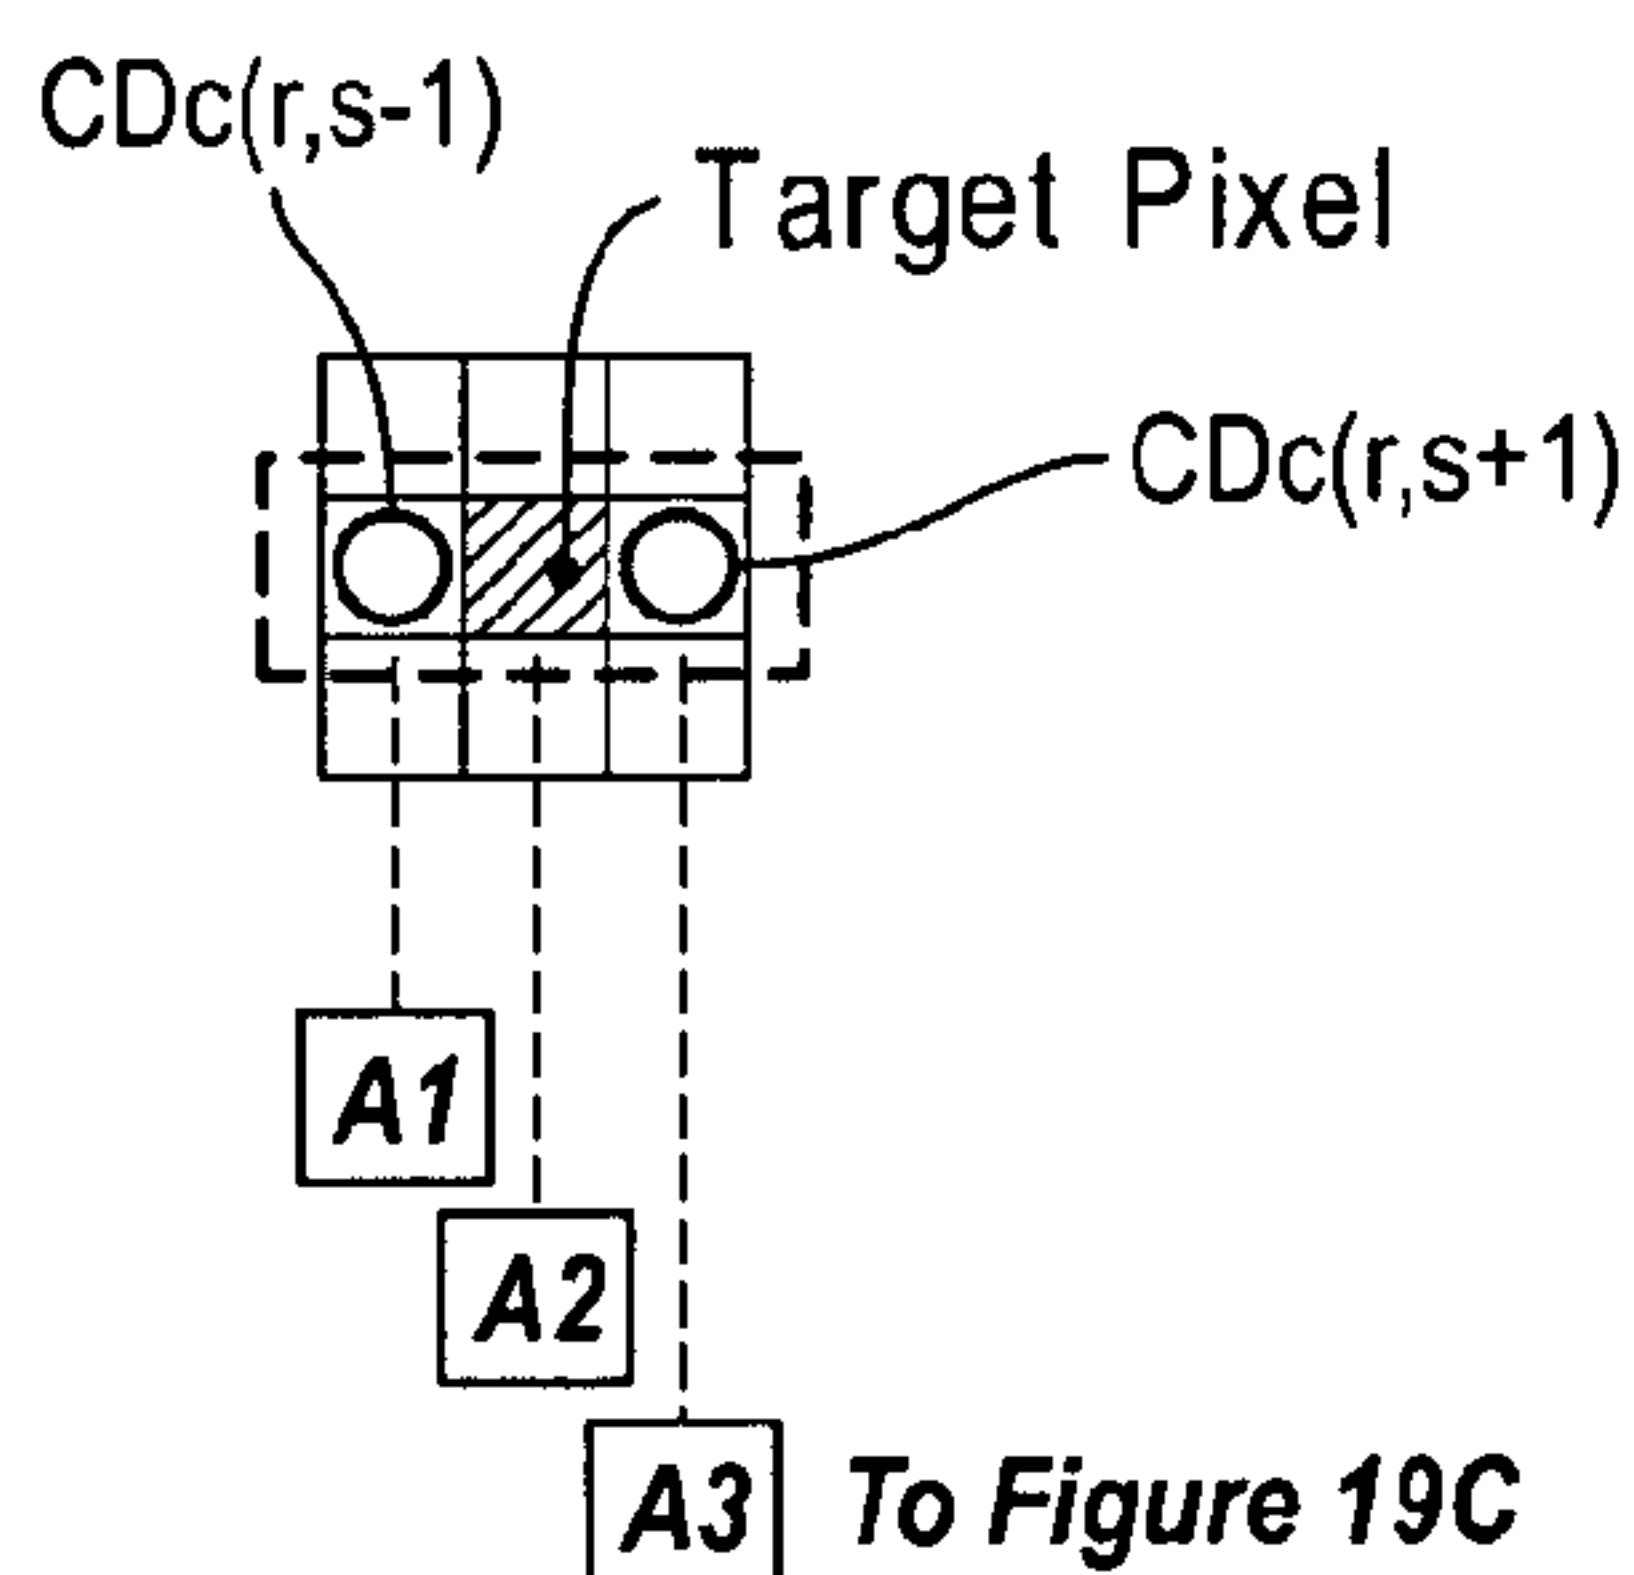 CDc(r,s-1)
Target Pixel
CDc(r,s+1)
A1
A2
A3
To Figure 19C